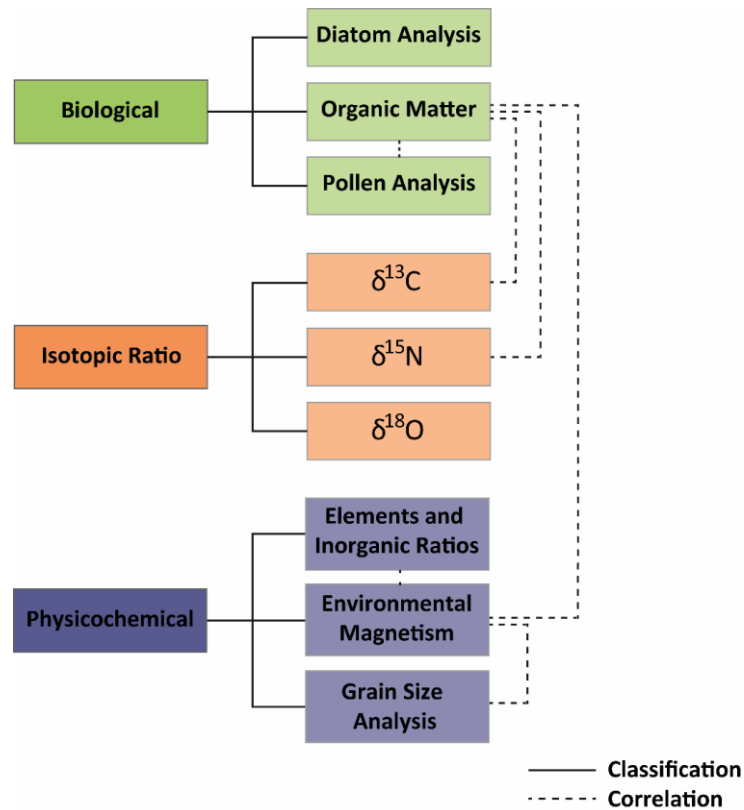 Diatom Analysis
Biological
Organic Matter
Pollen Analysis
δ¹³C
Isotopic Ratio
δ¹⁵N
δ¹⁸O
Elements and
Inorganic Ratios
Physicochemical
Environmental
Magnetism
Grain Size
Analysis
Classification
Correlation